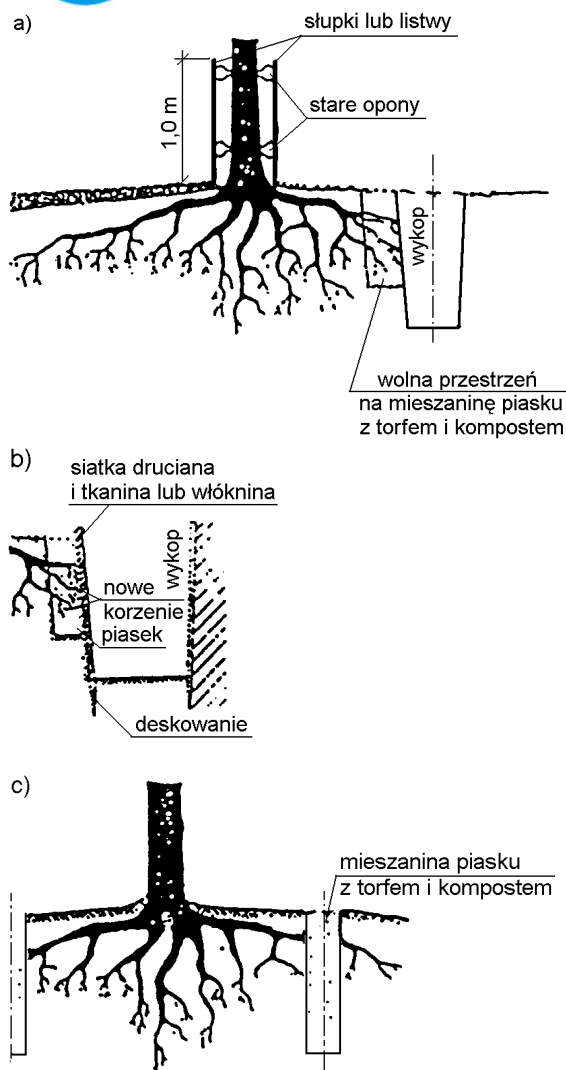 a)
słupki lub listwy
stare opony
1,0 m
wykop
wolna przestrzeń
na mieszaninę piasku
z torfem i kompostem
b)
siatka druciana
i tkanina lub włóknina
wykop
nowe
korzenie
piasek
deskowanie
c)
mieszanina piasku
z torfem i kompostem